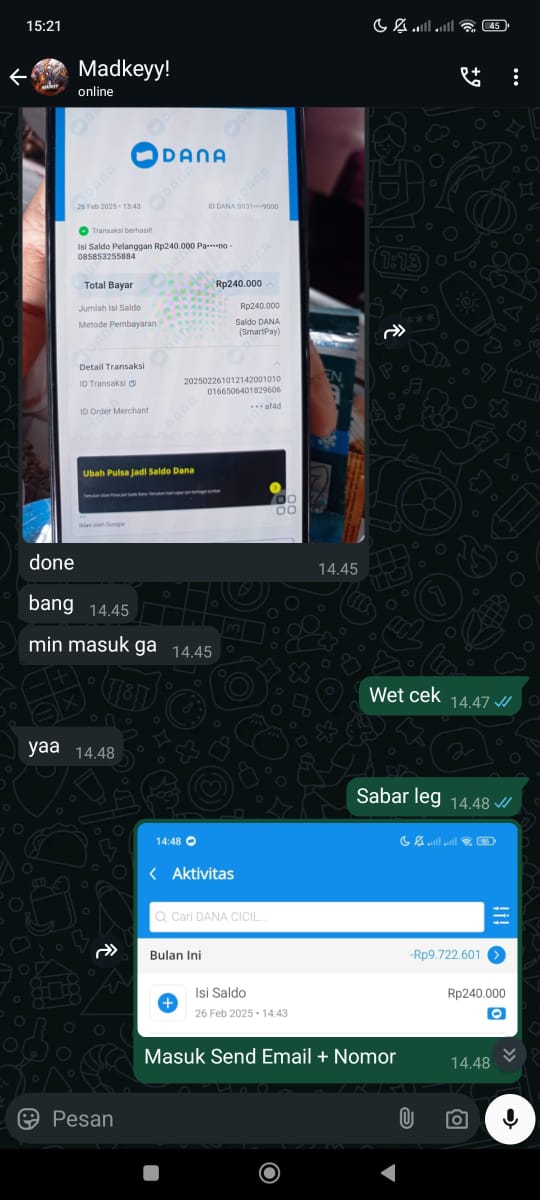 15:21
45
Madkeyy!
online
DANA
26 Feb 2025 • 13:43
ID DANA 0831••••9000
Transaksi berhasil!
Isi Saldo Pelanggan Rp240.000 Pa••••no -
085853255884
Total Bayar Rp240.000
Jumlah Isi Saldo Rp240.000
Metode Pembayaran Saldo DANA
(SmartPay)
Detail Transaksi
ID Transaksi 202502261012142001010
0166506401829606
ID Order Merchant •••af4d
Ubah Pulsa Jadi Saldo Dana
Iklan oleh Google
done 14.45
bang 14.45
min masuk ga 14.45
Wet cek 14.47
yaa 14.48
Sabar leg 14.48
14:48
Aktivitas
Cari DANA CICIL...
Bulan Ini -Rp9.722.601
Isi Saldo Rp240.000
26 Feb 2025 • 14:43
Masuk Send Email + Nomor 14.48
Pesan